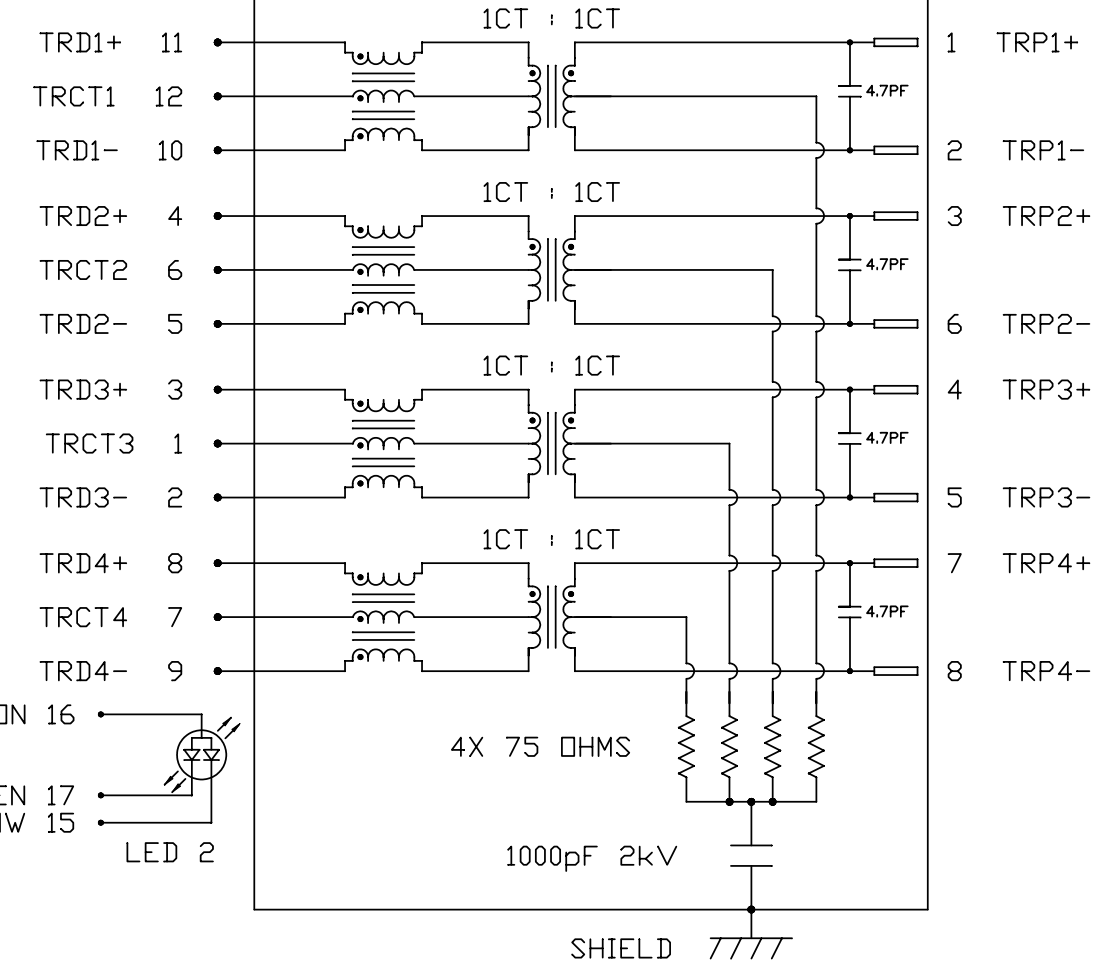 1CT : 1CT
TRD1+ 11 1 TRP1+
TRCT1 12 4.7PF
TRD1- 10 2 TRP1-
1CT : 1CT
TRD2+ 4 3 TRP2+
TRCT2 6 4.7PF
TRD2- 5 6 TRP2-
1CT : 1CT
TRD3+ 3 4 TRP3+
TRCT3 1 4.7PF
TRD3- 2 5 TRP3-
1CT : 1CT
TRD4+ 8 7 TRP4+
TRCT4 7 4.7PF
TRD4- 9 8 TRP4-
16
4X 75 OHMS
EN 17
W 15
LED 2
1000pF 2kV
SHIELD